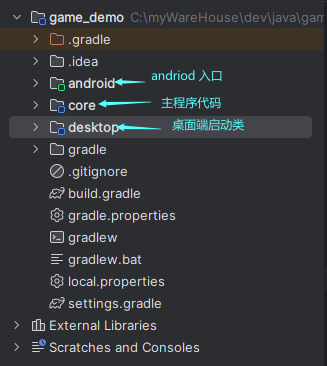 game_demo C:\myWareHouse\dev\java\gam
.gradle
.idea
android andriod 入口
core 主程序代码
desktop 桌面端启动类
gradle
.gitignore
build.gradle
gradle.properties
gradlew
gradlew.bat
local.properties
settings.gradle
External Libraries
Scratches and Consoles